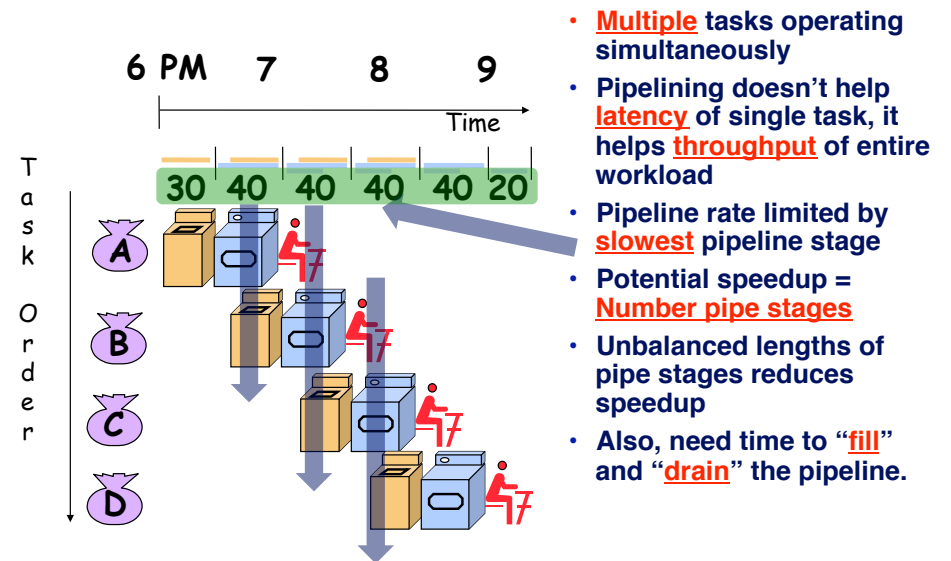 6 PM 7 8 9
Time
Task Order
30 40 40 40 40 20
A
B
C
D
• Multiple tasks operating
simultaneously
• Pipelining doesn't help
latency of single task, it
helps throughput of entire
workload
• Pipeline rate limited by
slowest pipeline stage
• Potential speedup =
Number pipe stages
• Unbalanced lengths of
pipe stages reduces
speedup
• Also, need time to “fill”
and “drain” the pipeline.